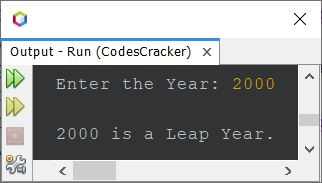 Output - Run (CodesCracker)
Enter the Year: 2000
2000 is a Leap Year.